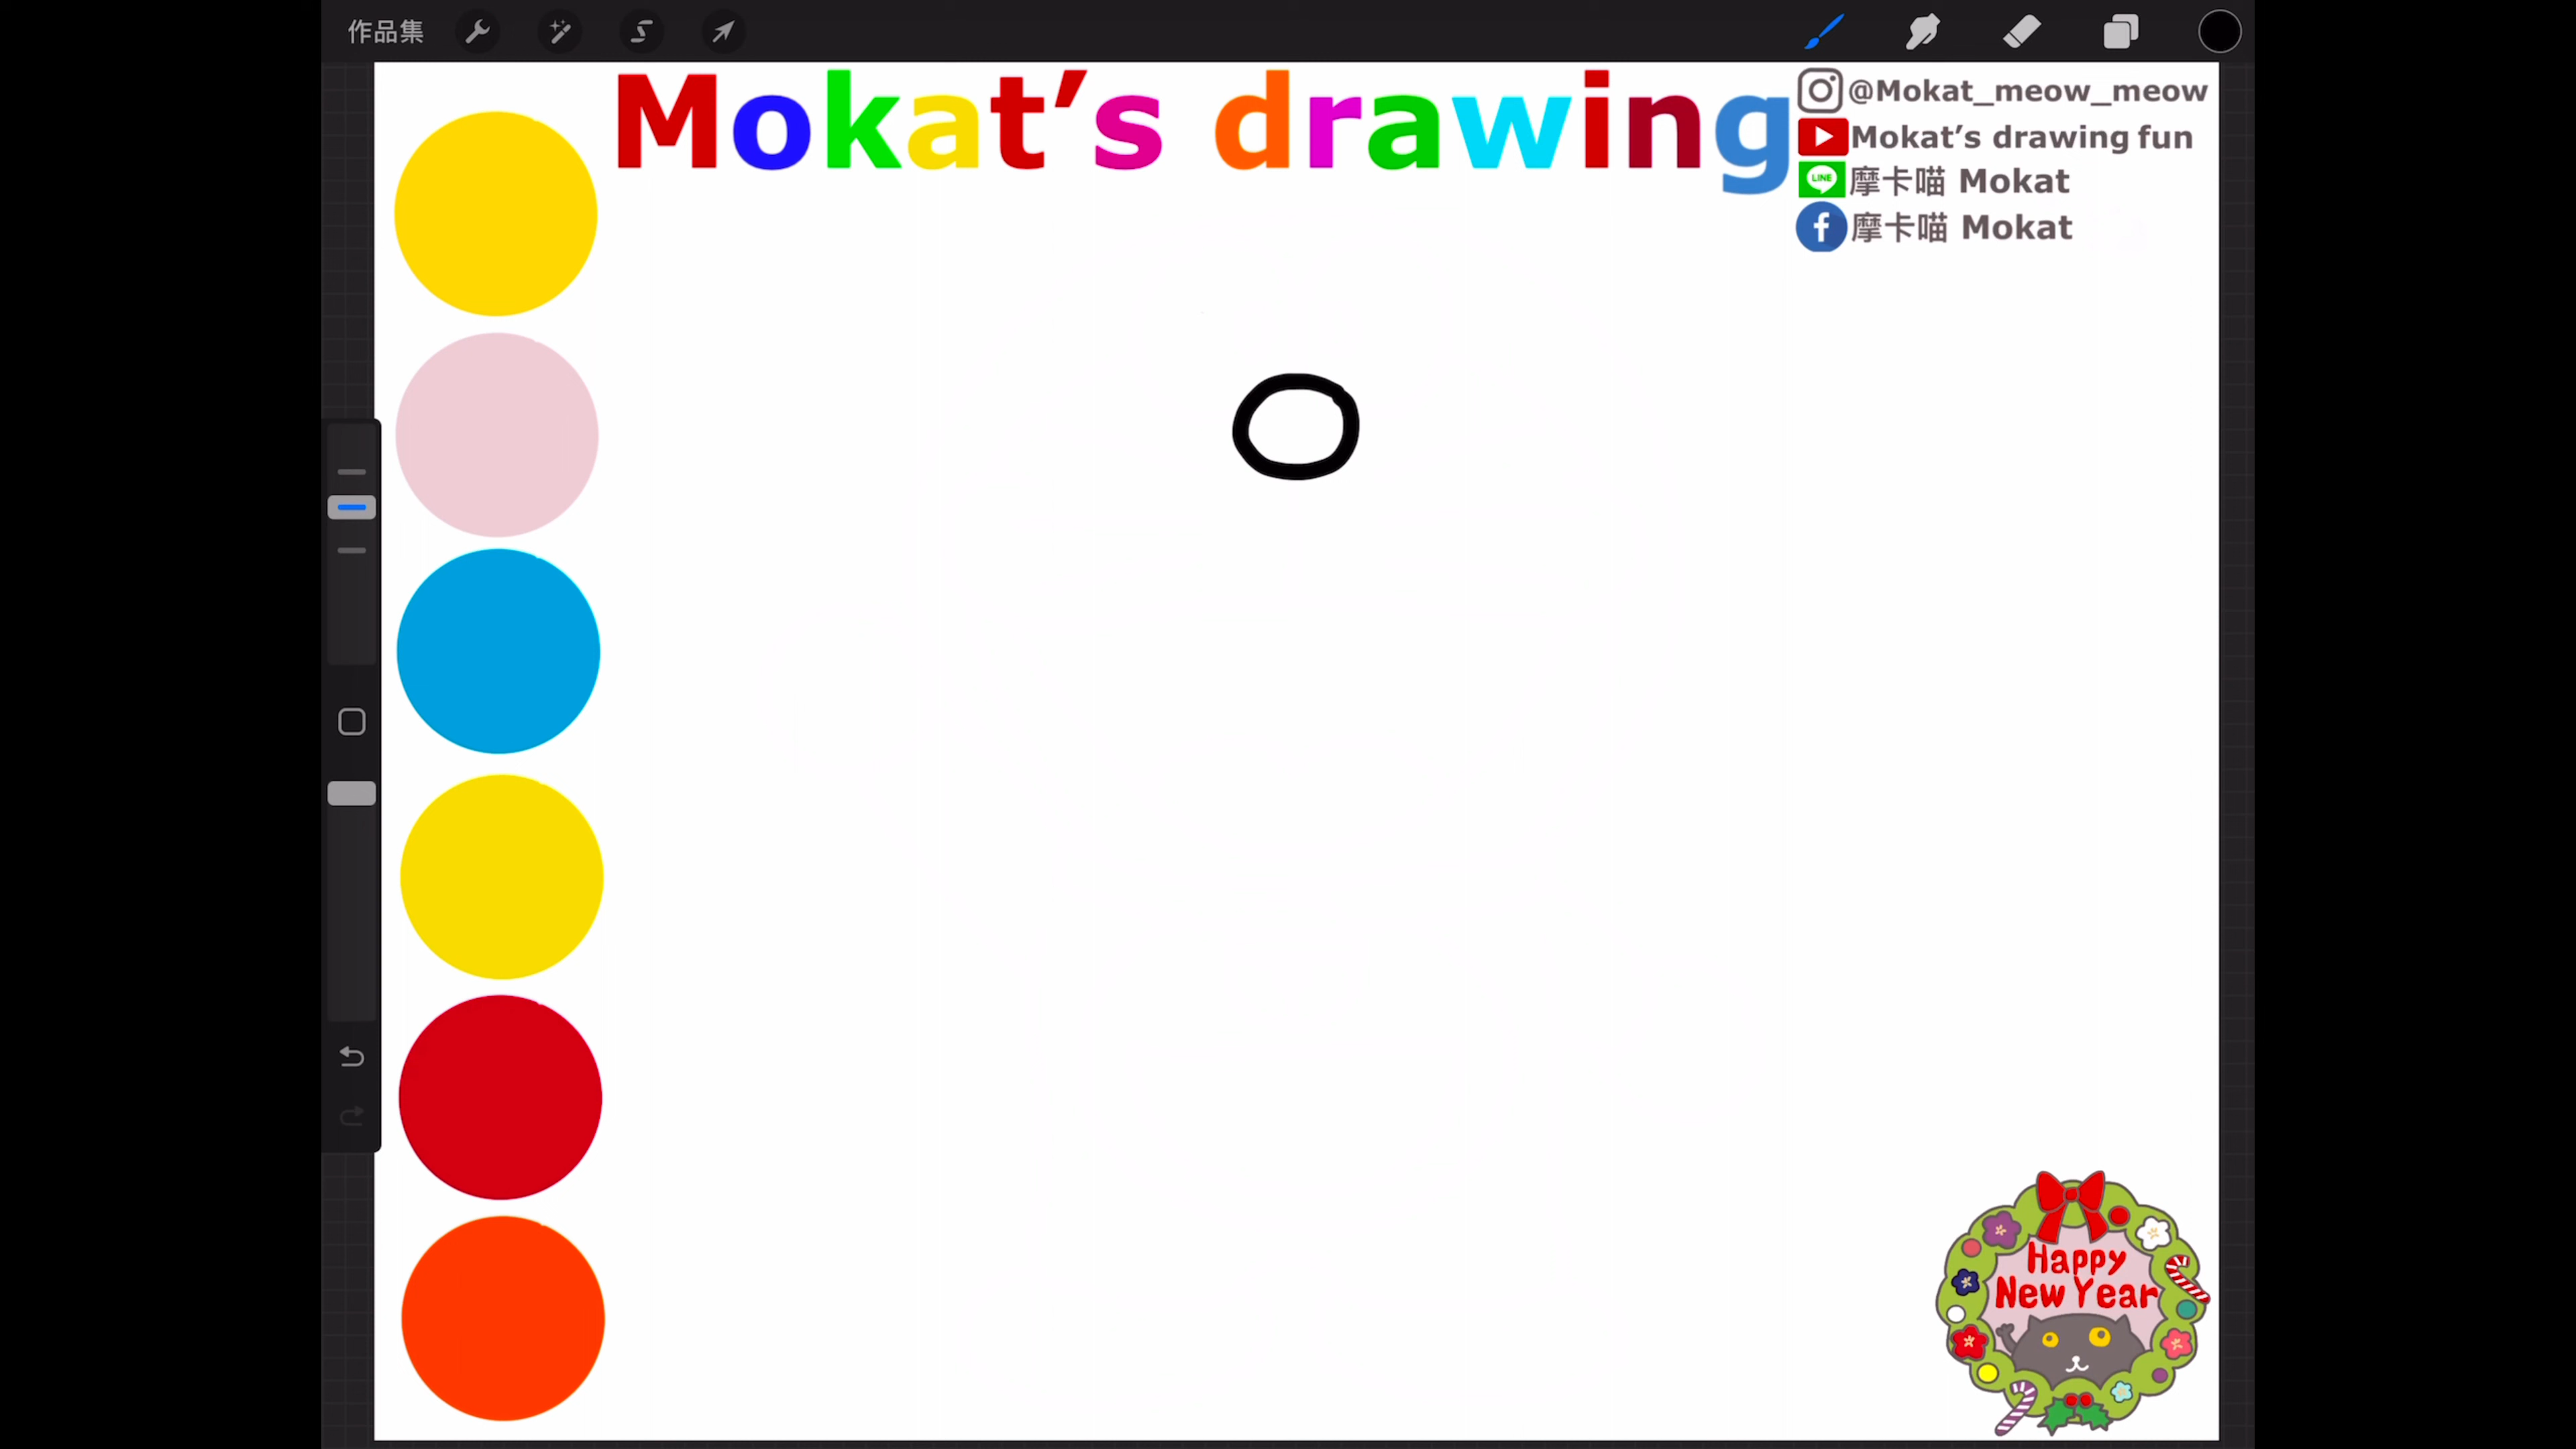 作品集
Mokat’s drawing
@Mokat_meow_meow
Mokat’s drawing fun
LINE
摩卡喵 Mokat
f
摩卡喵 Mokat
Happy
New Year